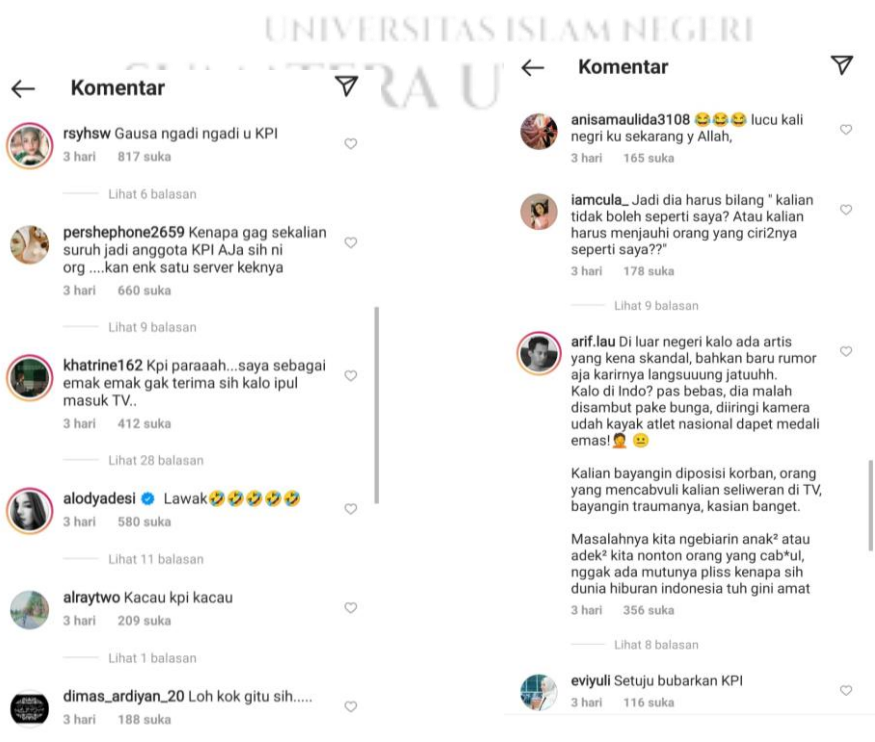 UNIVERSITAS ISLAM NEGERI
Komentar
rsyhsw Gausa ngadi ngadi u KPI
3 hari 817 suka
Lihat 6 balasan
pershephone2659 Kenapa gag sekalian
suruh jadi anggota KPI AJa sih ni
org ....kan enk satu server keknya
3 hari 660 suka
Lihat 9 balasan
khatrine162 Kpi paraaah...saya sebagai
emak emak gak terima sih kalo ipul
masuk TV..
3 hari 412 suka
Lihat 28 balasan
alodyadesi Lawak🤣🤣🤣🤣🤣
3 hari 580 suka
Lihat 11 balasan
alraytwo Kacau kpi kacau
3 hari 209 suka
Lihat 1 balasan
dimas_ardiyan_20 Loh kok gitu sih.....
3 hari 188 suka
Komentar
anisamaulida3108 😂😂😂 lucu kali
negri ku sekarang y Allah,
3 hari 165 suka
iamcula_ Jadi dia harus bilang " kalian
tidak boleh seperti saya? Atau kalian
harus menjauhi orang yang ciri2nya
seperti saya??"
3 hari 178 suka
Lihat 9 balasan
arif.lau Di luar negeri kalo ada artis
yang kena skandal, bahkan baru rumor
aja karirnya langsuuung jatuuhh.
Kalo di Indo? pas bebas, dia malah
disambut pake bunga, diiringi kamera
udah kayak atlet nasional dapet medali
emas!🤦 😐
Kalian bayangin diposisi korban, orang
yang mencabvuli kalian seliweran di TV,
bayangin traumanya, kasian banget.
Masalahnya kita ngebiarin anak² atau
adek² kita nonton orang yang cab*ul,
nggak ada mutunya pliss kenapa sih
dunia hiburan indonesia tuh gini amat
3 hari 356 suka
Lihat 8 balasan
eviyuli Setuju bubarkan KPI
3 hari 116 suka